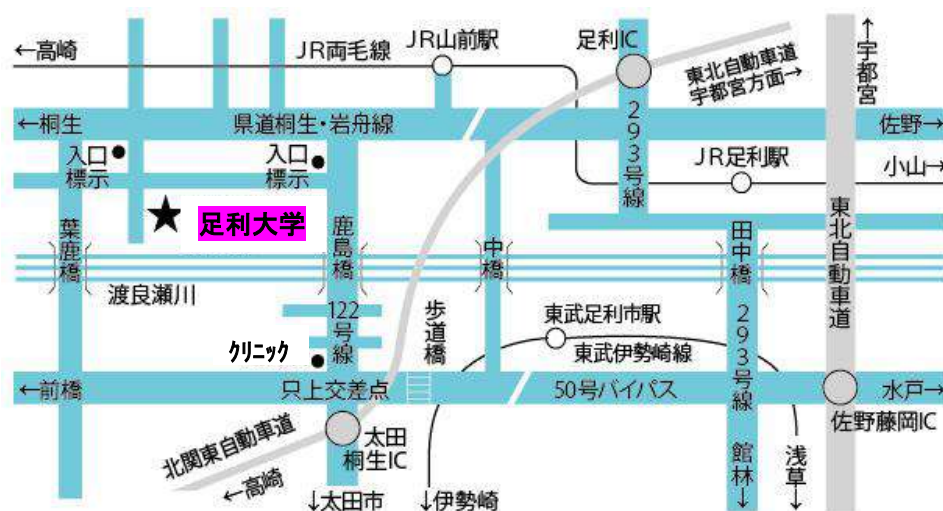 ←高崎
JR両毛線
JR山前駅
足利IC
東北自動車道
宇都宮方面→
←宇都宮
←桐生
県道桐生・岩舟線
293号線
佐野→
入口
標示
入口
標示
JR足利駅
小山→
足利大学
葉鹿橋
鹿島橋
中橋
田中橋
東北自動車道
渡良瀬川
122号線
歩道橋
東武足利市駅
東武伊勢崎線
293号線
クリニック
←前橋
只上交差点
50号バイパス
水戸→
佐野藤岡IC
北関東自動車道
太田
桐生IC
←高崎
↓太田市
↓伊勢崎
館林→
浅草→